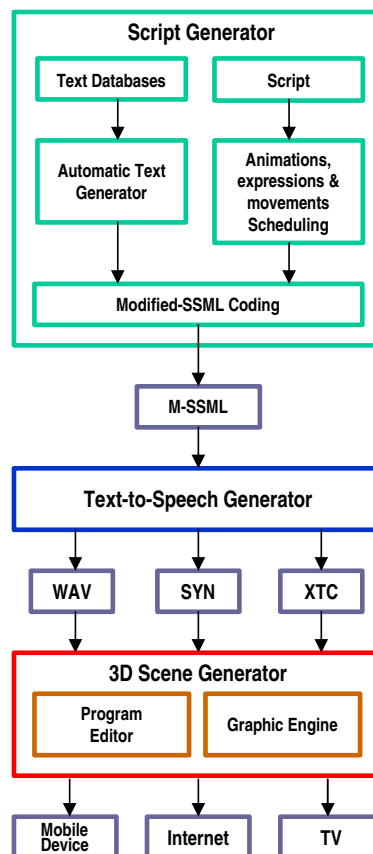 Script Generator
Text Databases
Script
Automatic Text
Generator
Animations,
expressions &
movements
Scheduling
Modified-SSML Coding
M-SSML
Text-to-Speech Generator
WAV
SYN
XTC
3D Scene Generator
Program
Editor
Graphic Engine
Mobile
Device
Internet
TV